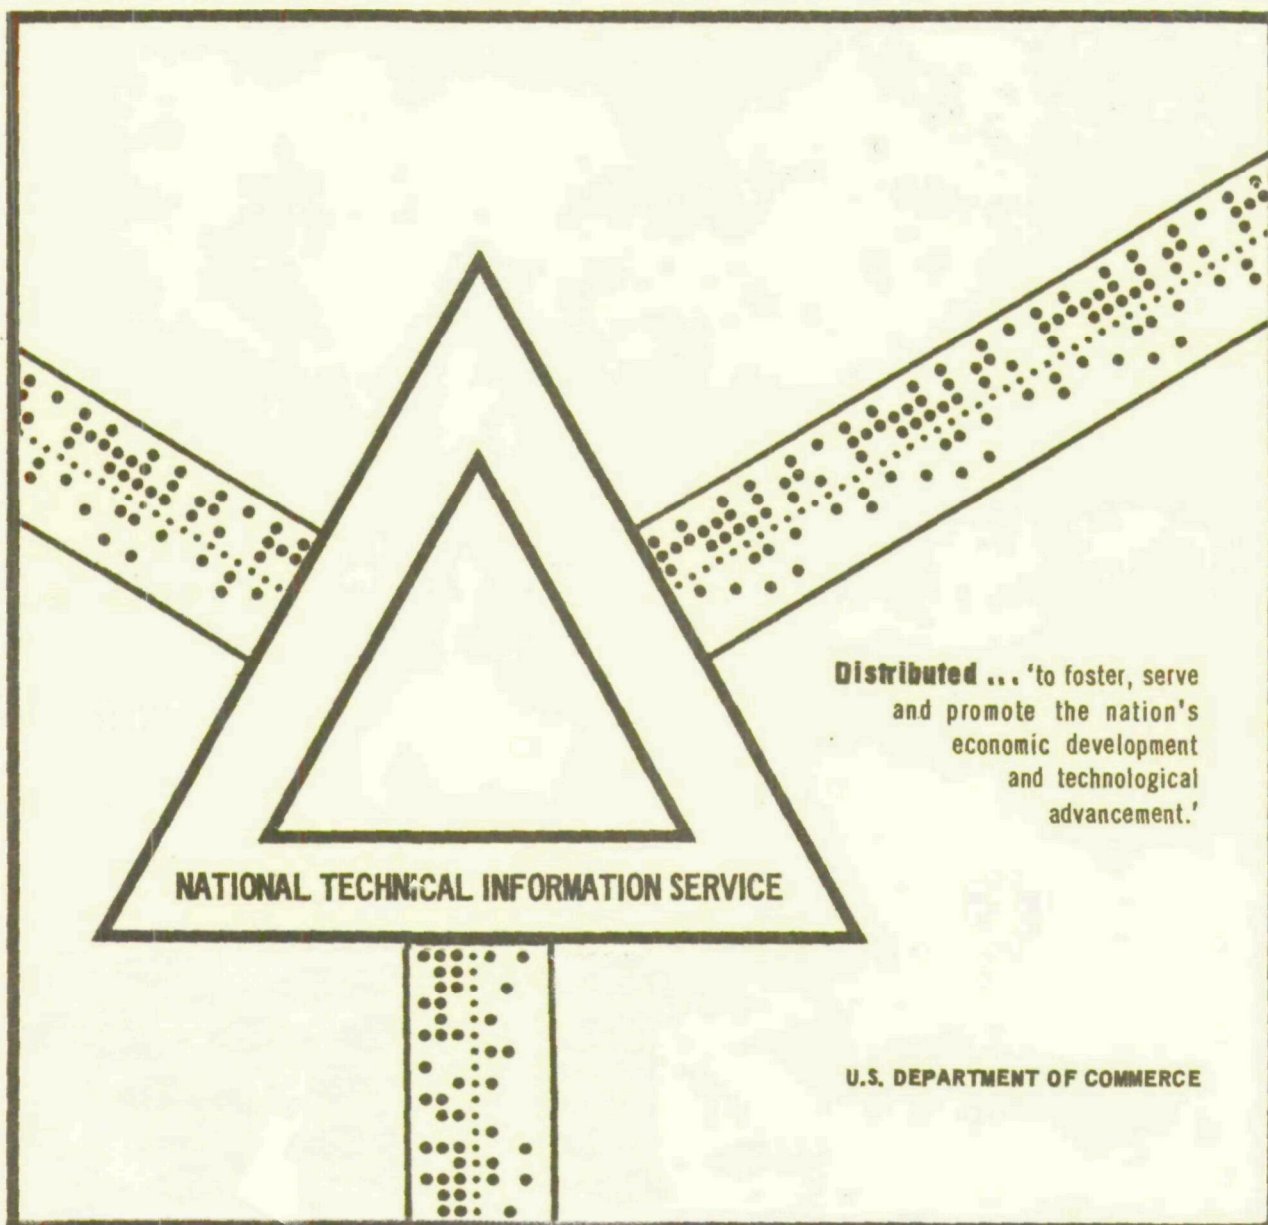 Distributed ... 'to foster, serve
and promote the nation's
economic development
and technological
advancement.'
NATIONAL TECHNICAL INFORMATION SERVICE
U.S. DEPARTMENT OF COMMERCE